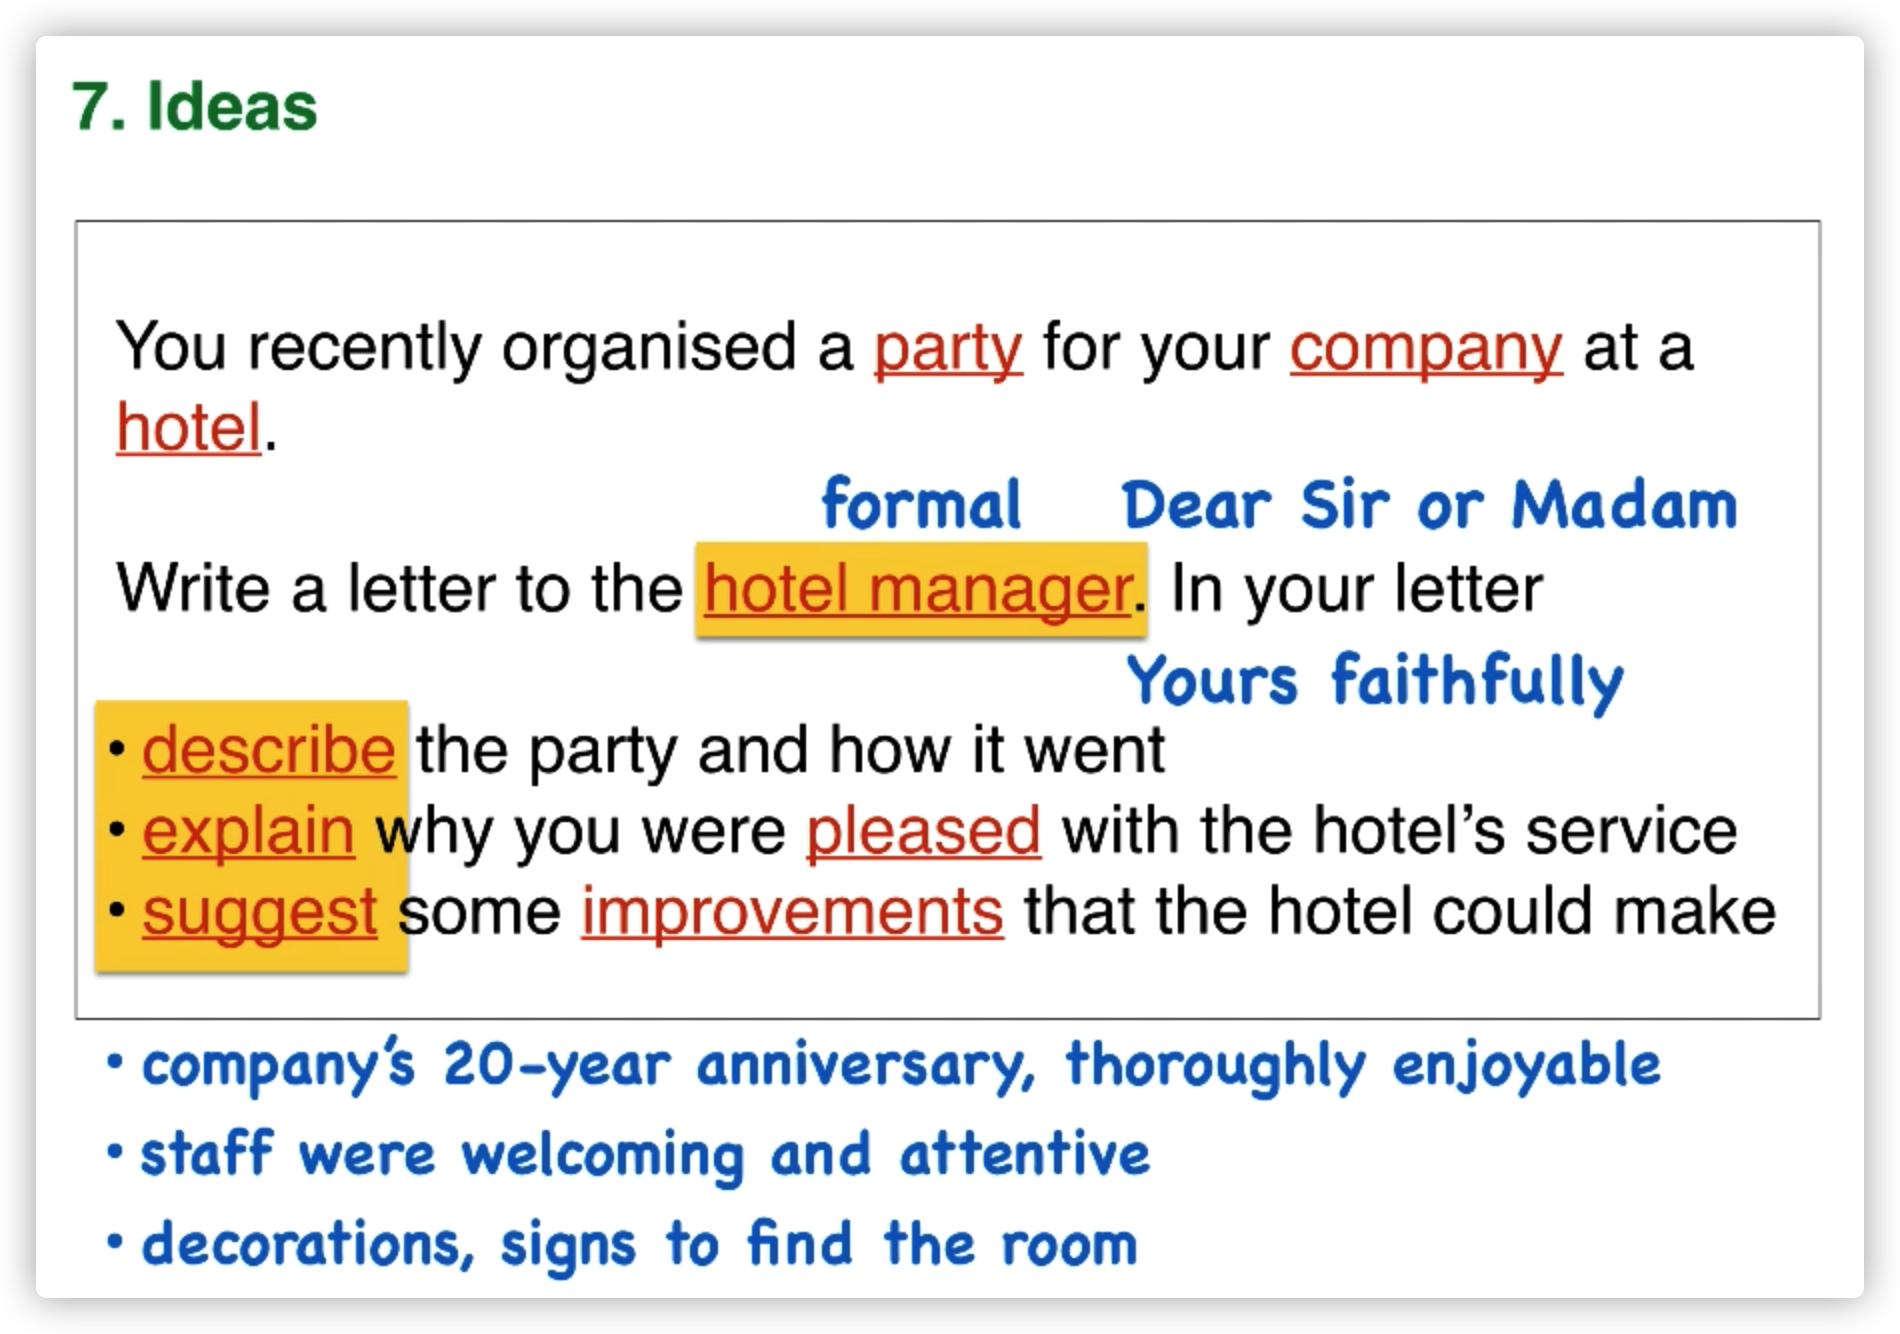 7. Ideas
You recently organised a party for your company at a
hotel.
formal Dear Sir or Madam
Write a letter to the hotel manager. In your letter
Yours faithfully
• describe the party and how it went
• explain why you were pleased with the hotel’s service
• suggest some improvements that the hotel could make
• company’s 20-year anniversary, thoroughly enjoyable
• staff were welcoming and attentive
• decorations, signs to find the room